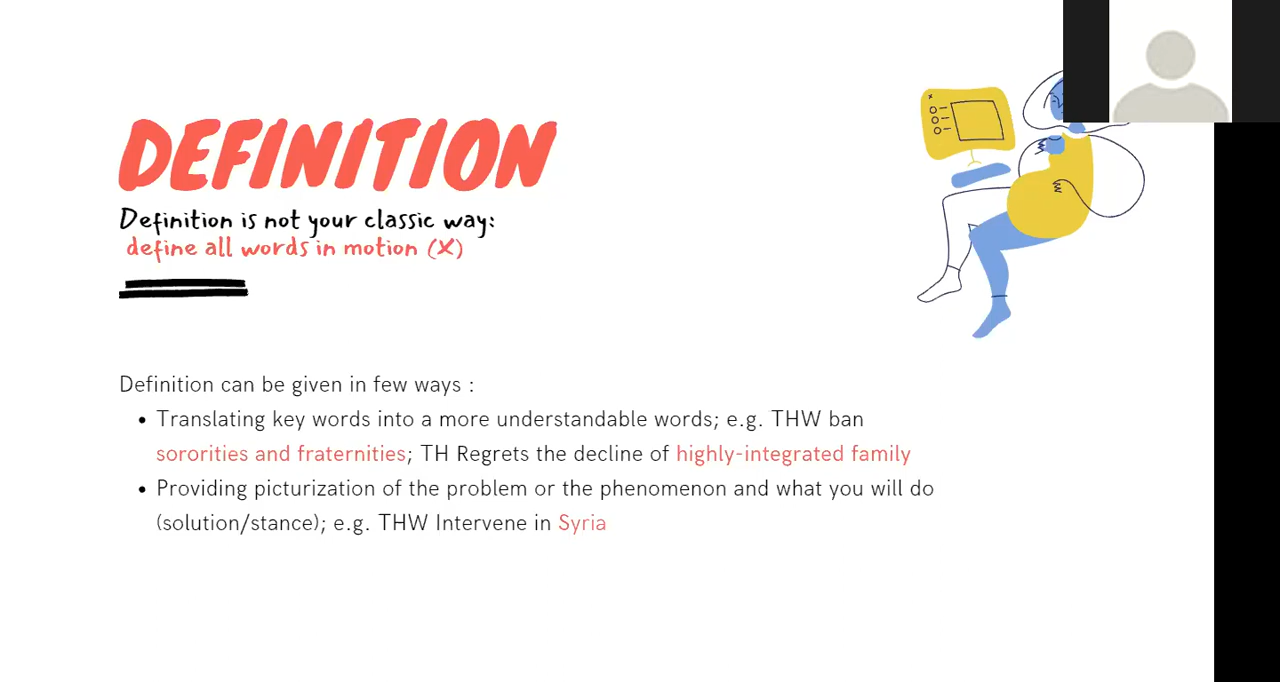 DEFINITION
Definition is not your classic way:
define all words in motion (X)
Definition can be given in few ways :
• Translating key words into a more understandable words; e.g. THW ban
sororities and fraternities; TH Regrets the decline of highly-integrated family
• Providing picturization of the problem or the phenomenon and what you will do
(solution/stance); e.g. THW Intervene in Syria